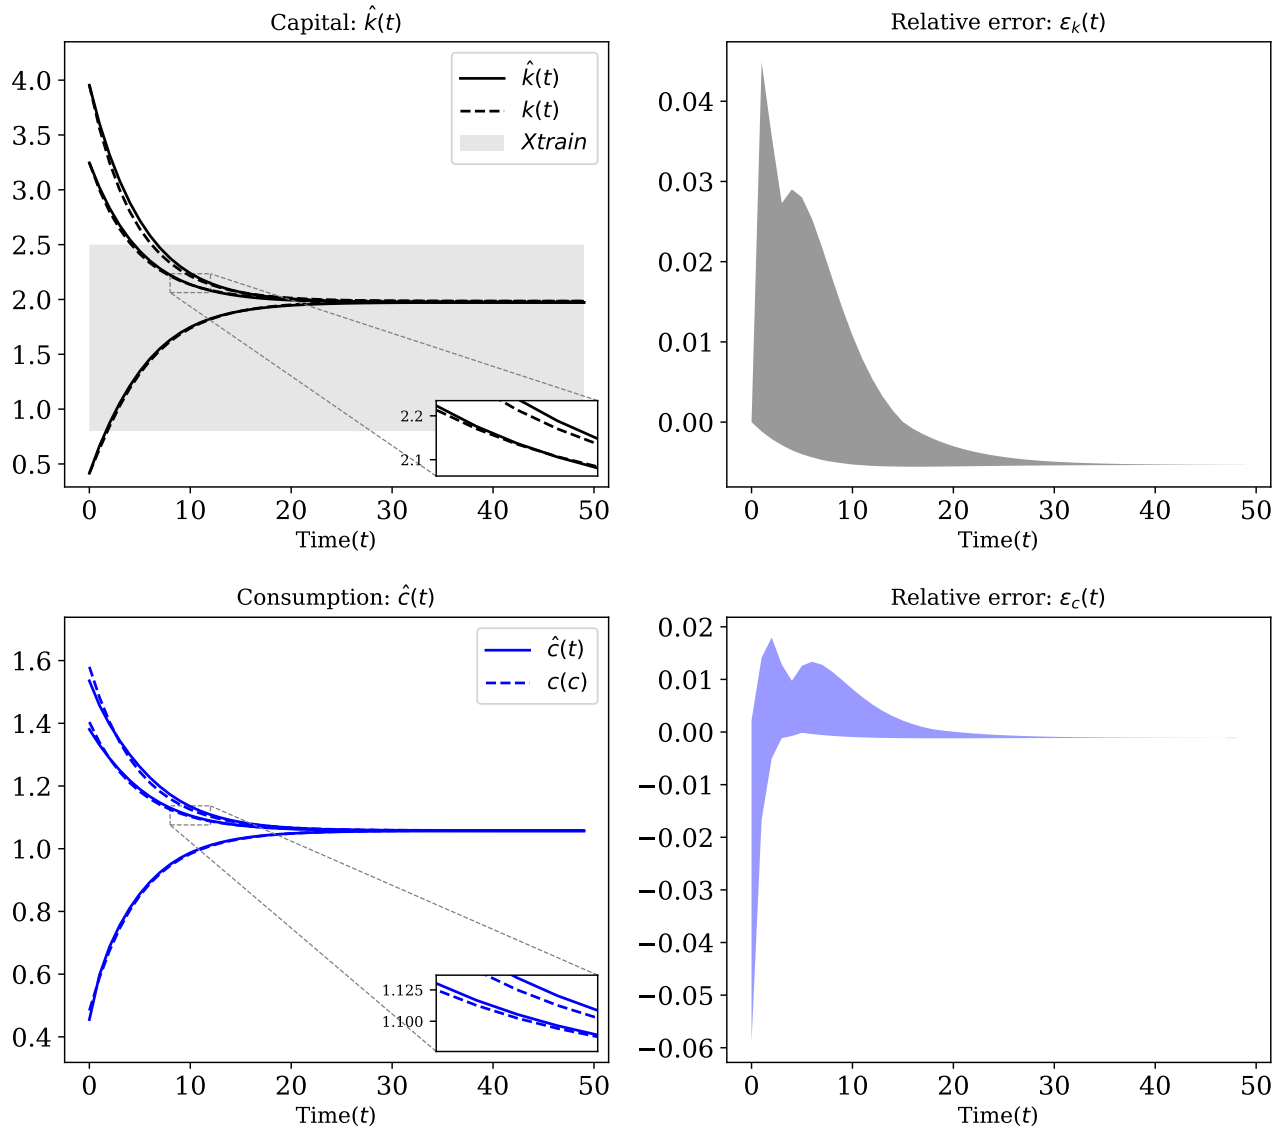 Capital: k̂(t)
4.0
3.5
3.0
2.5
2.0
1.5
1.0
0.5
k̂(t)
k(t)
Xtrain
2.2
2.1
0 10 20 30 40 50
Time(t)
Relative error: εk(t)
0.04
0.03
0.02
0.01
0.00
0 10 20 30 40 50
Time(t)
Consumption: ĉ(t)
1.6
1.4
1.2
1.0
0.8
0.6
0.4
ĉ(t)
c(c)
1.125
1.100
0 10 20 30 40 50
Time(t)
Relative error: εc(t)
0.02
0.01
0.00
−0.01
−0.02
−0.03
−0.04
−0.05
−0.06
0 10 20 30 40 50
Time(t)